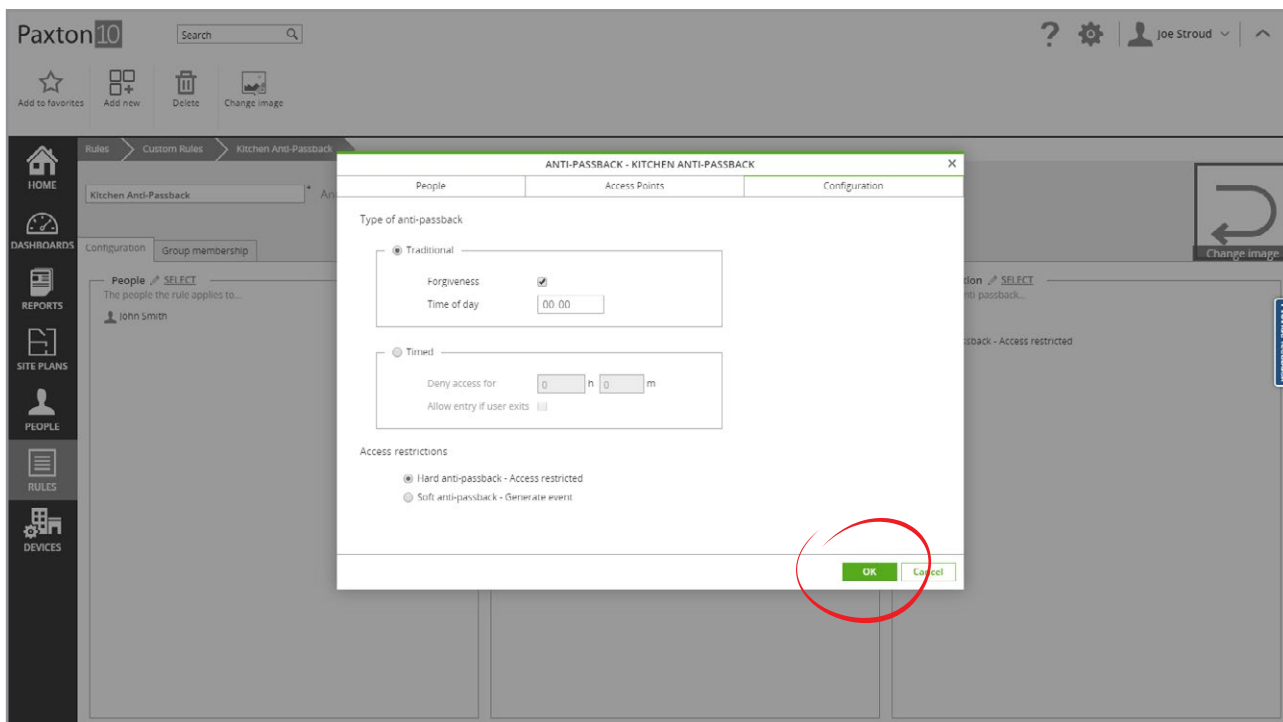 Paxton10
Search
Joe Stroud
Add to favorites
Add new
Delete
Change image
HOME
DASHBOARDS
REPORTS
SITE PLANS
PEOPLE
RULES
DEVICES
Rules
Custom Rules
Kitchen Anti-Passback
Kitchen Anti-Passback *
Configuration
Group membership
People SELECT
The people the rule applies to...
John Smith
ANTI-PASSBACK - KITCHEN ANTI-PASSBACK
People
Access Points
Configuration
Type of anti-passback
Traditional
Forgiveness
Time of day 00:00
Timed
Deny access for 0 h 0 m
Allow entry if user exits
Access restrictions
Hard anti-passback - Access restricted
Soft anti-passback - Generate event
OK
Cancel
Change image
SELECT
- Access restricted